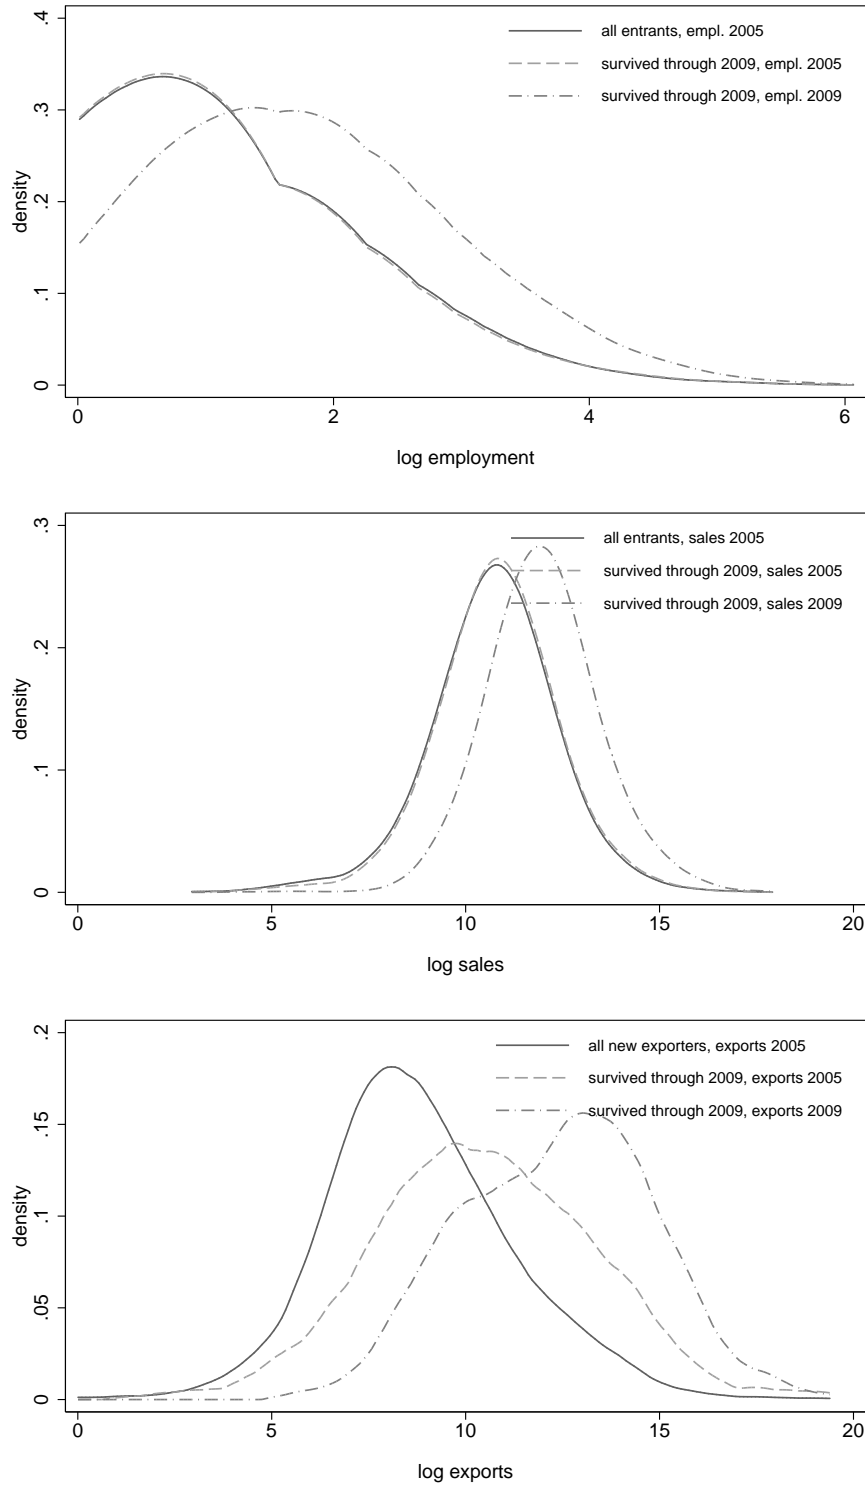 .4
all entrants, empl. 2005
survived through 2009, empl. 2005
survived through 2009, empl. 2009
.3
density
.2
.1
0
0 2 4 6
log employment
.3
all entrants, sales 2005
survived through 2009, sales 2005
survived through 2009, sales 2009
.2
density
.1
0
0 5 10 15 20
log sales
.2
all new exporters, exports 2005
survived through 2009, exports 2005
survived through 2009, exports 2009
.15
density
.1
.05
0
0 5 10 15 20
log exports